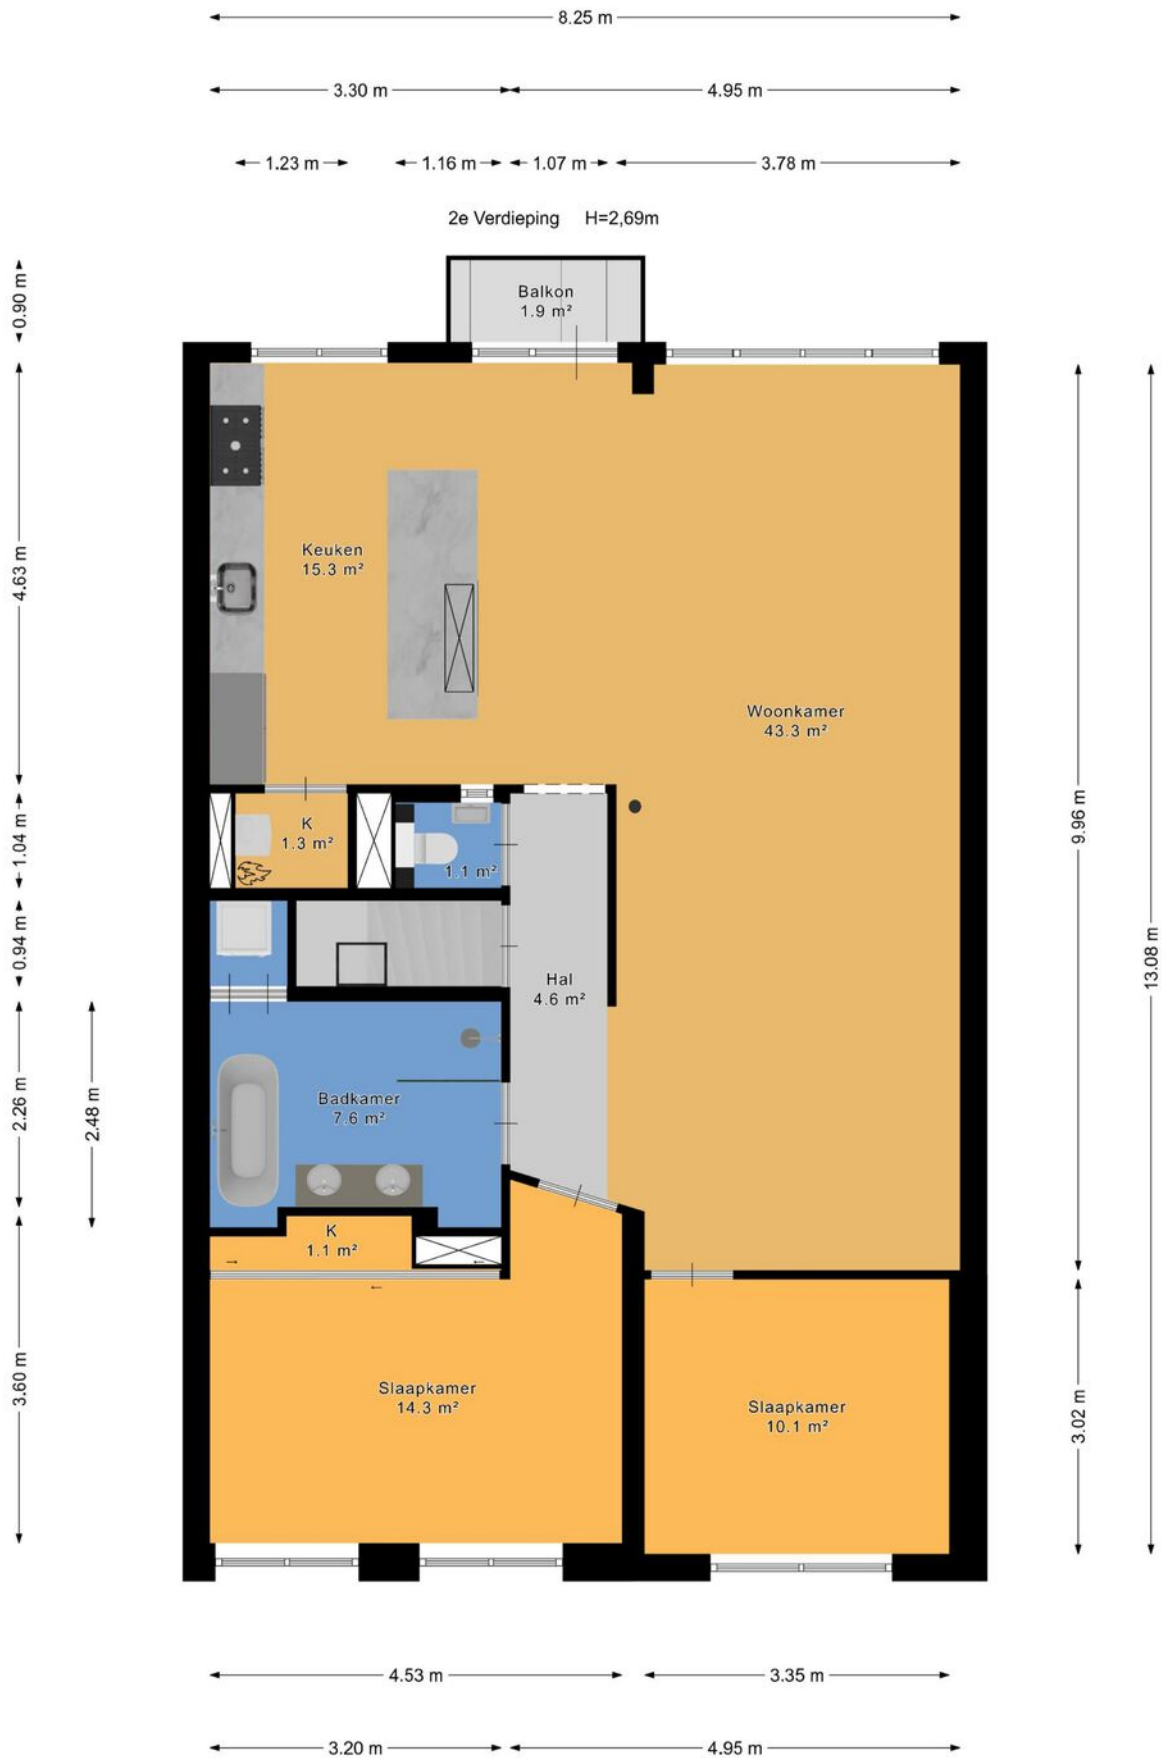 8.25 m
3.30 m
4.95 m
1.23 m
1.16 m
1.07 m
3.78 m
2e Verdieping H=2,69m
0.90 m
Balkon
1.9 m²
4.63 m
Keuken
15.3 m²
Woonkamer
43.3 m²
1.04 m
K
1.3 m²
1.1 m²
9.96 m
0.94 m
Hal
4.6 m²
13.08 m
2.26 m
2.48 m
Badkamer
7.6 m²
K
1.1 m²
3.60 m
Slaapkamer
14.3 m²
Slaapkamer
10.1 m²
3.02 m
4.53 m
3.35 m
3.20 m
4.95 m